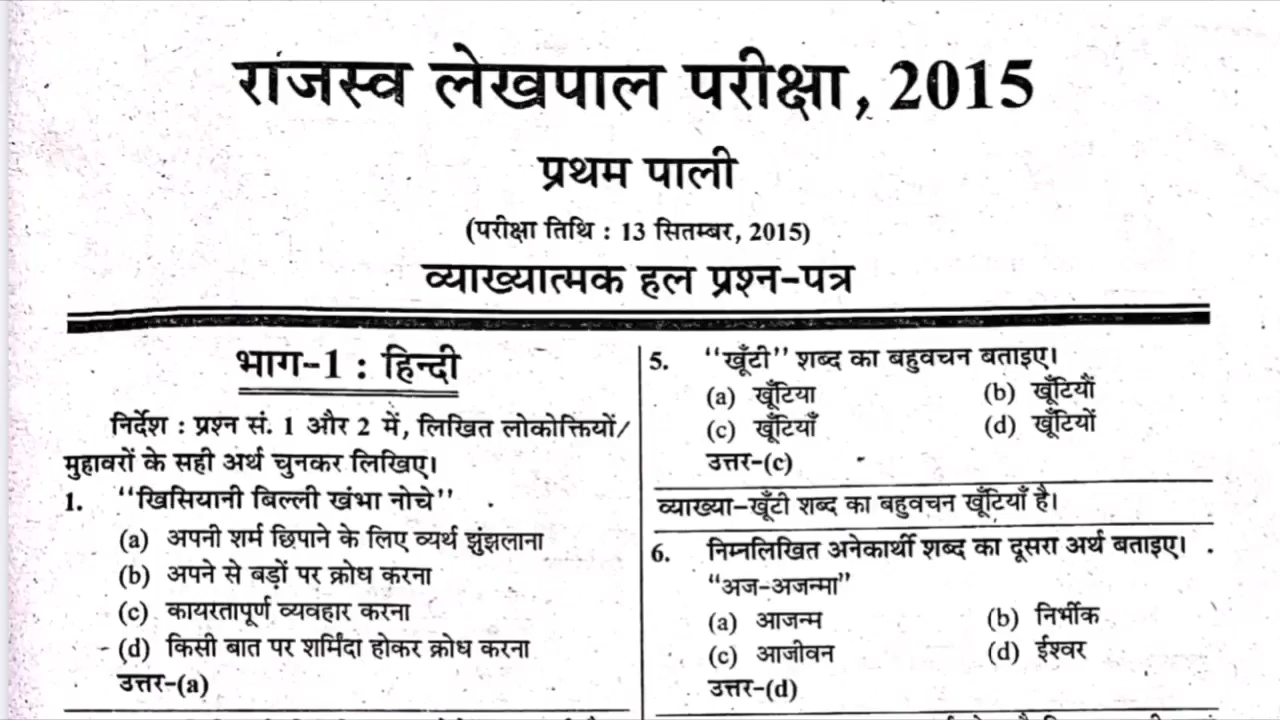 राजस्व लेखपाल परीक्षा, 2015
प्रथम पाली
(परीक्षा तिथि : 13 सितम्बर, 2015)
व्याख्यात्मक हल प्रश्न-पत्र
भाग-1 : हिन्दी
निर्देश : प्रश्न सं. 1 और 2 में, लिखित लोकोक्तियों/
मुहावरों के सही अर्थ चुनकर लिखिए।
1. ‘‘खिसियानी बिल्ली खंभा नोचे’’
(a) अपनी शर्म छिपाने के लिए व्यर्थ झुंझलाना
(b) अपने से बड़ों पर क्रोध करना
(c) कायरतापूर्ण व्यवहार करना
(d) किसी बात पर शर्मिंदा होकर क्रोध करना
उत्तर-(a)
5. ‘‘खूँटी’’ शब्द का बहुवचन बताइए।
(a) खूँटिया (b) खूँटियौं
(c) खूँटियाँ (d) खूँटियों
उत्तर-(c)
व्याख्या–खूँटी शब्द का बहुवचन खूँटियाँ है।
6. निम्नलिखित अनेकार्थी शब्द का दूसरा अर्थ बताइए।
‘‘अज-अजन्मा’’
(a) आजन्म (b) निर्भीक
(c) आजीवन (d) ईश्वर
उत्तर-(d)